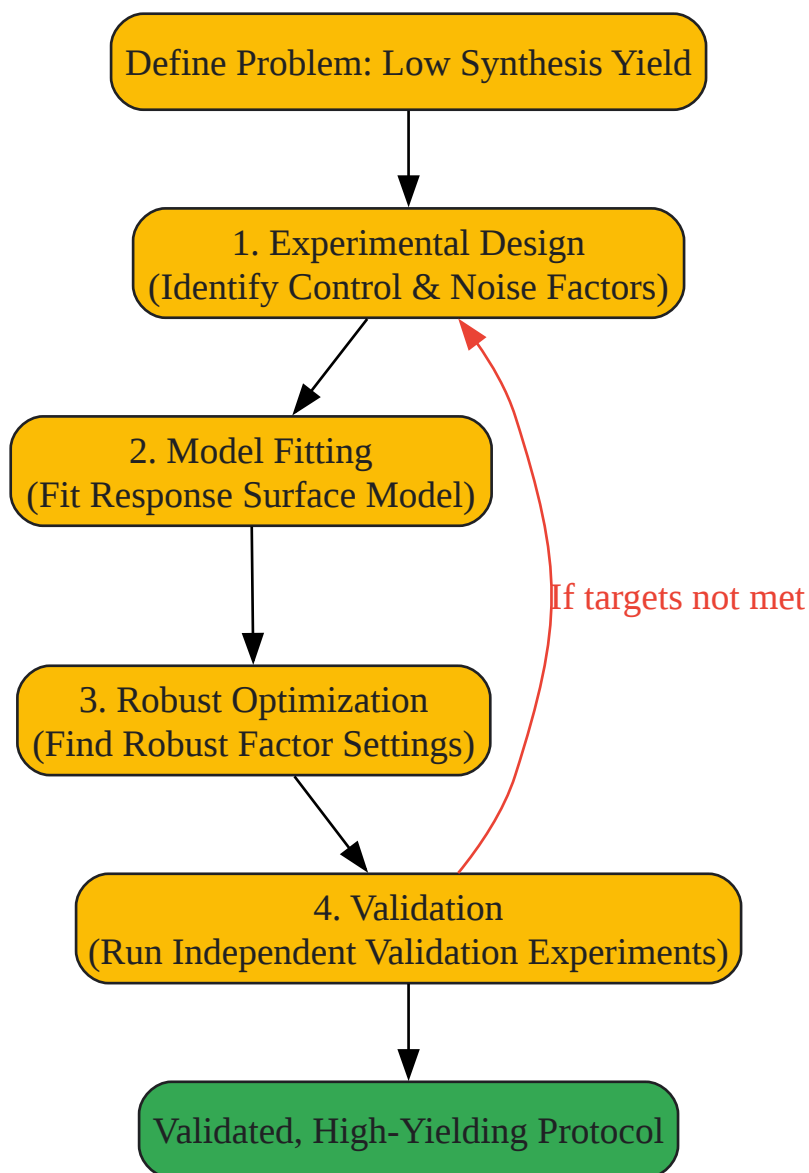 Define Problem: Low Synthesis Yield
1. Experimental Design
(Identify Control & Noise Factors)
2. Model Fitting
(Fit Response Surface Model)
If targets not met
3. Robust Optimization
(Find Robust Factor Settings)
4. Validation
(Run Independent Validation Experiments)
Validated, High-Yielding Protocol